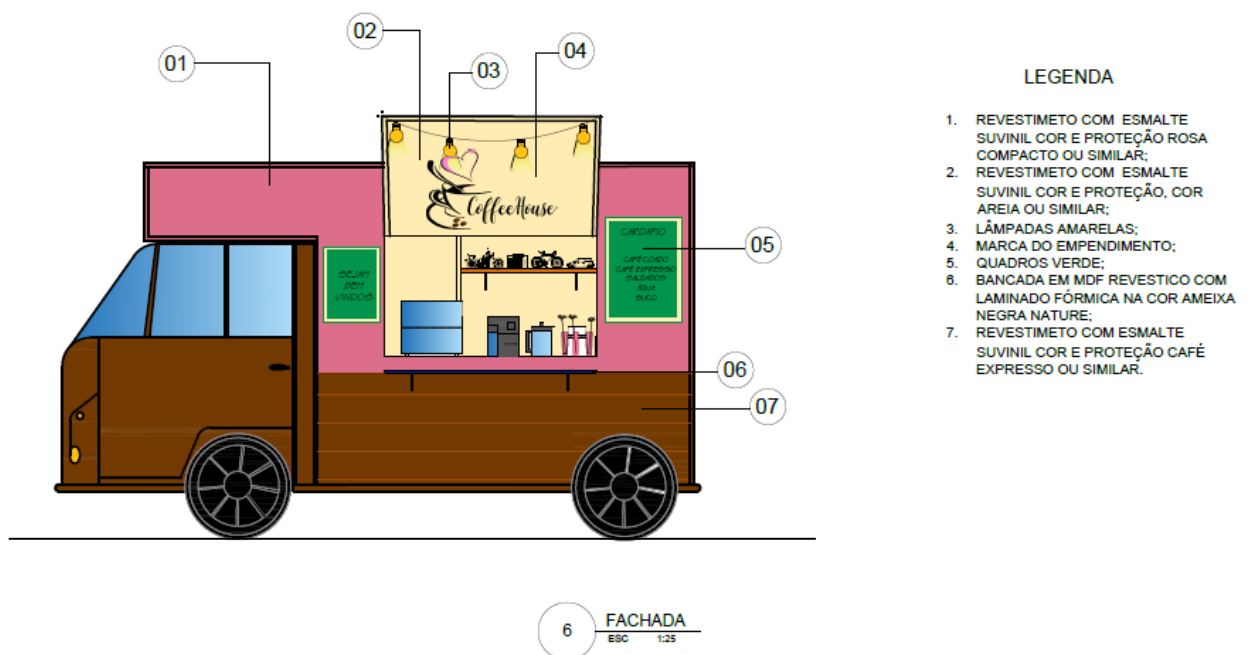 02
01
03
04
LEGENDA
1. REVESTIMETO COM ESMALTE
SUVINIL COR E PROTEÇÃO ROSA
COMPACTO OU SIMILAR;
2. REVESTIMETO COM ESMALTE
SUVINIL COR E PROTEÇÃO, COR
AREIA OU SIMILAR;
3. LÂMPADAS AMARELAS;
4. MARCA DO EMPENDIMENTO;
5. QUADROS VERDE;
6. BANCADA EM MDF REVESTICO COM
LAMINADO FÓRMICA NA COR AMEIXA
NEGRA NATURE;
7. REVESTIMETO COM ESMALTE
SUVINIL COR E PROTEÇÃO CAFÉ
EXPRESSO OU SIMILAR.
CoffeeHouse
SEJAM
BEM
VINDOS
CARDAPIO
CAFÉ COADO
CAFÉ EXPRESSO
SALGADOS
SUCO
05
06
07
6
FACHADA
ESC 1:25